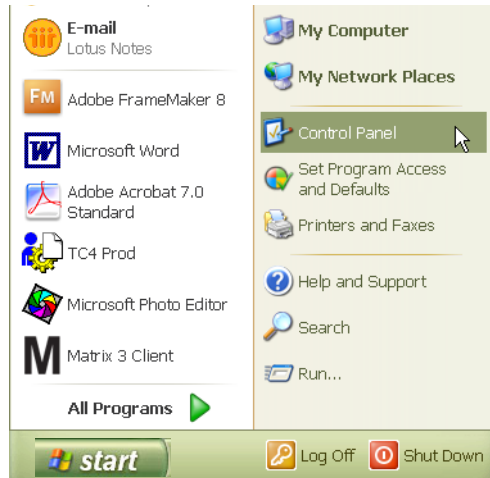 E-mail
Lotus Notes
FM
Adobe FrameMaker 8
W
Microsoft Word
Adobe Acrobat 7.0
Standard
TC4 Prod
Microsoft Photo Editor
M
Matrix 3 Client
All Programs
My Computer
My Network Places
Control Panel
Set Program Access
and Defaults
Printers and Faxes
Help and Support
Search
Run...
start
Log Off
Shut Down